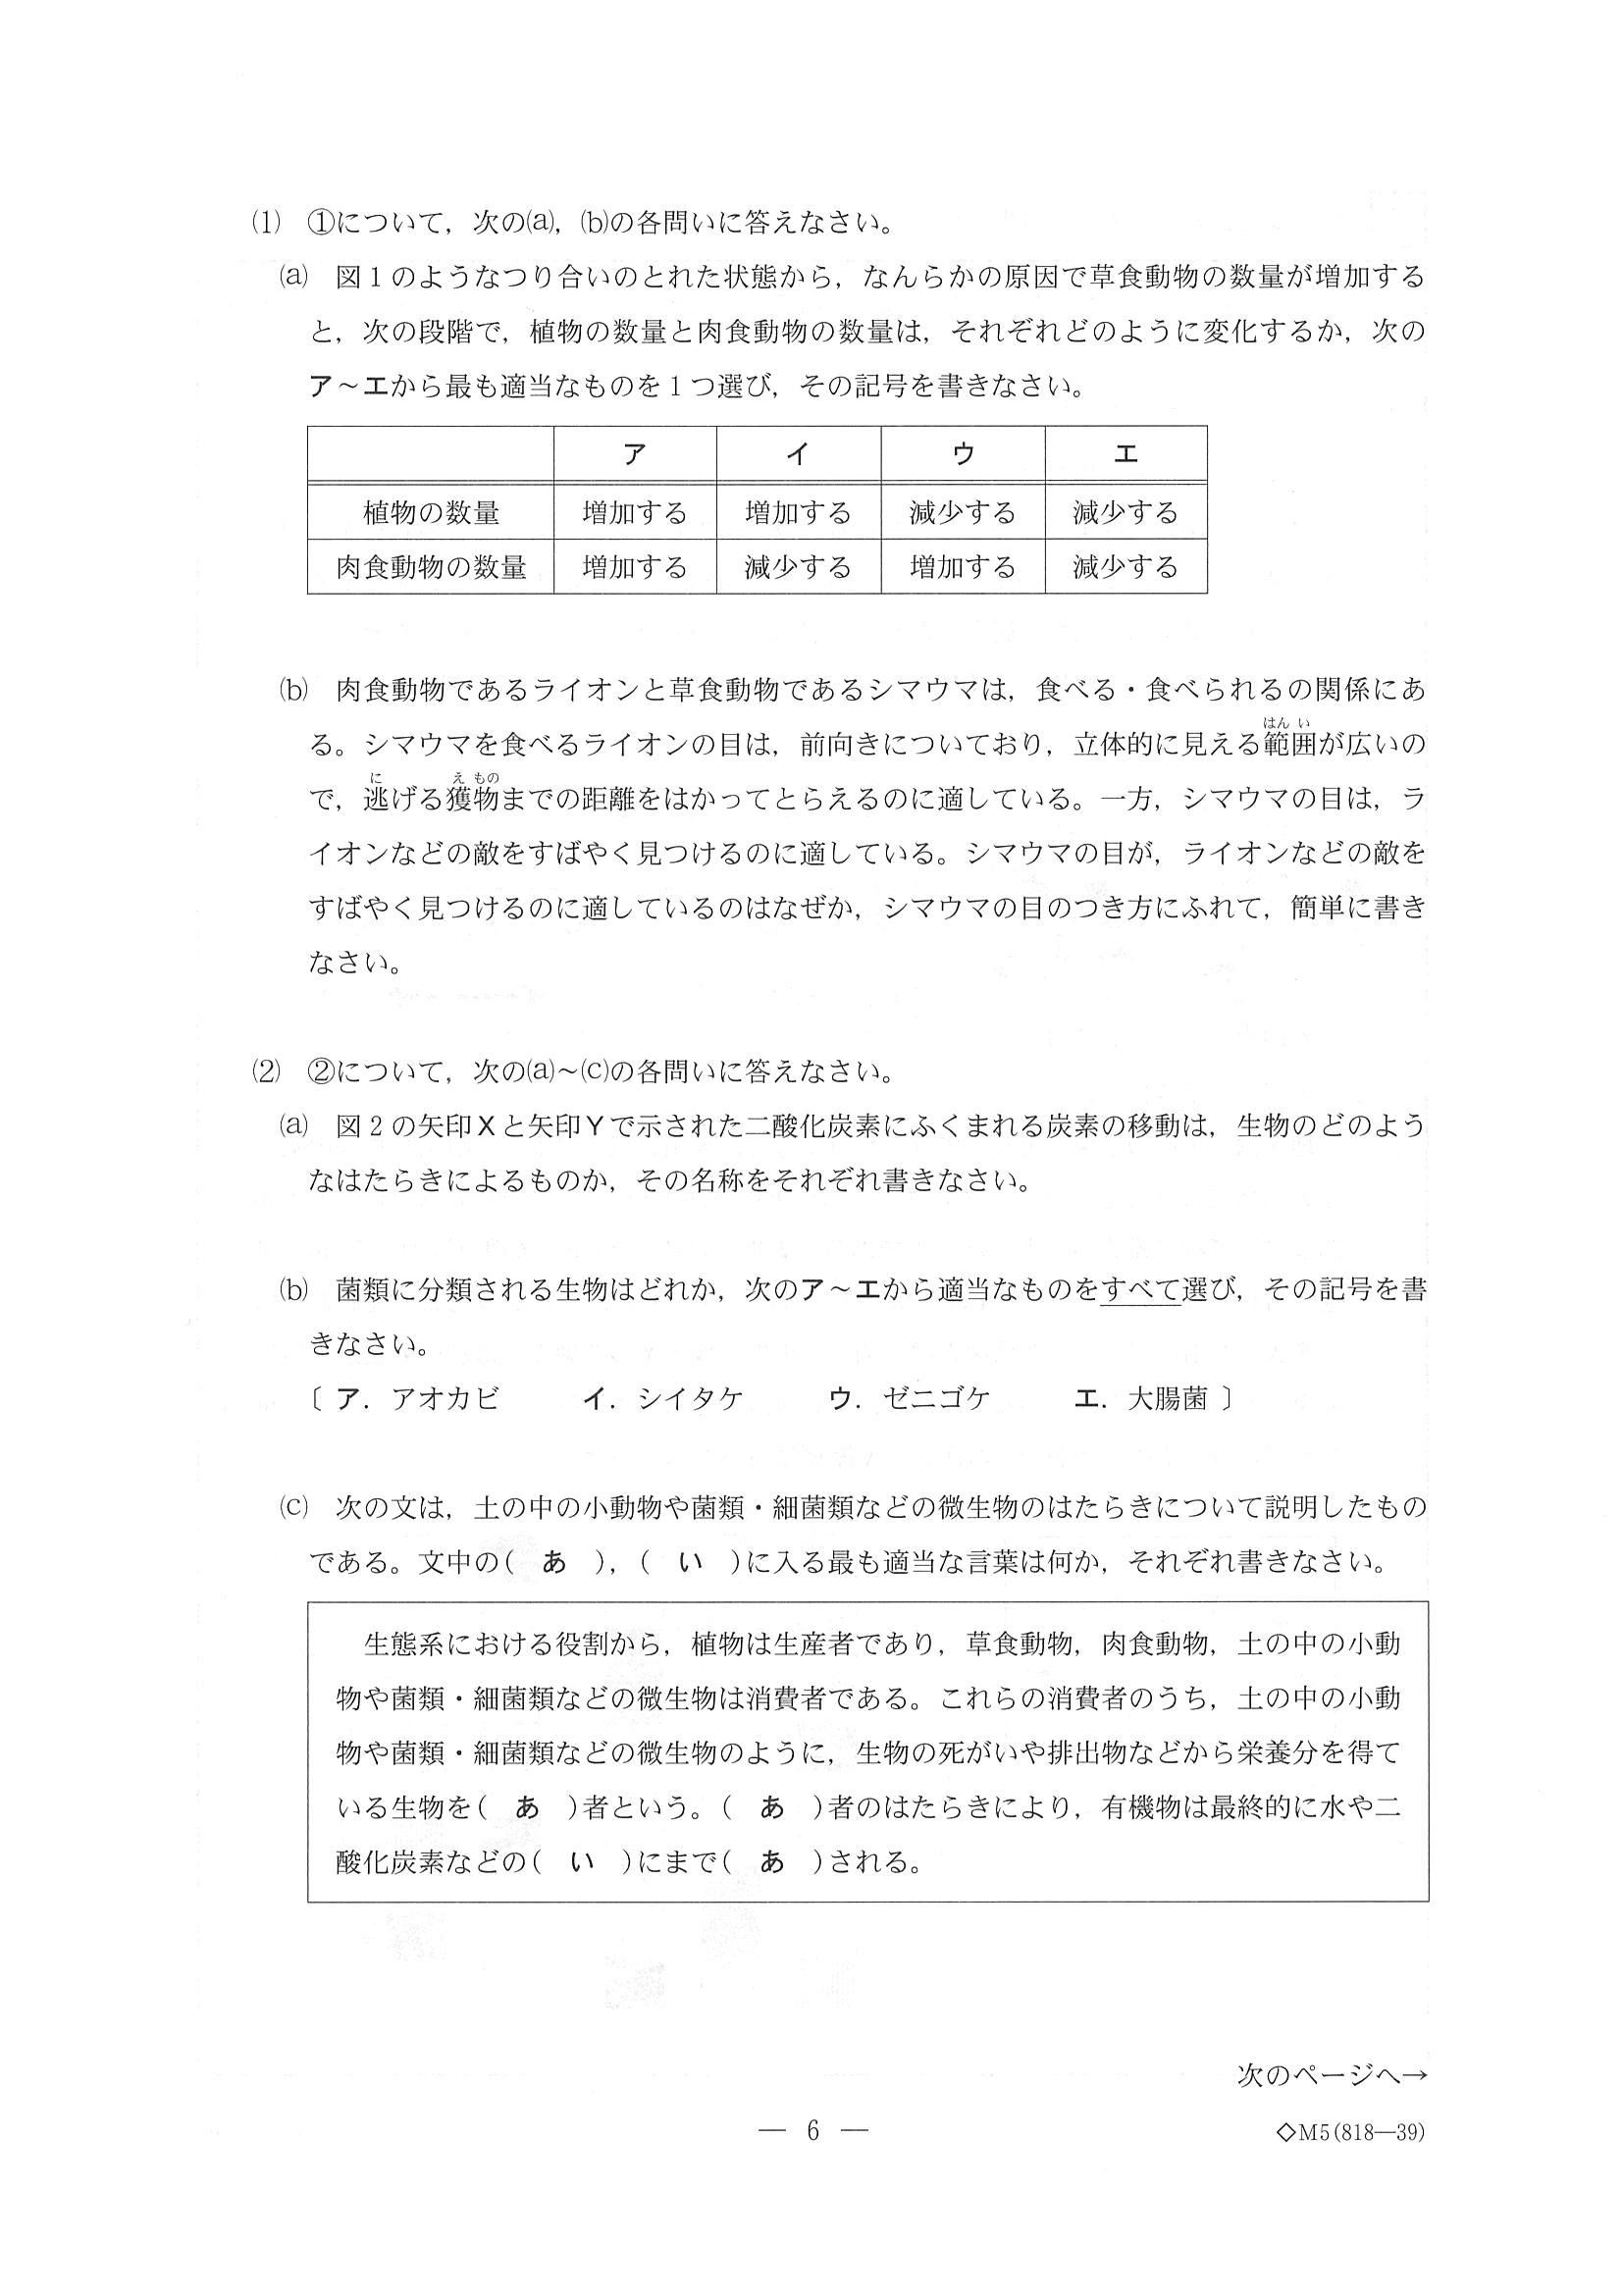 (1) ①について，次の(a)，(b)の各問いに答えなさい。
(a) 図1のようなつり合いのとれた状態から，なんらかの原因で草食動物の数量が増加する
と，次の段階で，植物の数量と肉食動物の数量は，それぞれどのように変化するか，次の
ア～エから最も適当なものを1つ選び，その記号を書きなさい。
ア イ ウ エ
植物の数量 増加する 増加する 減少する 減少する
肉食動物の数量 増加する 減少する 増加する 減少する
(b) 肉食動物であるライオンと草食動物であるシマウマは，食べる・食べられるの関係にあ
はん い
る。シマウマを食べるライオンの目は，前向きについており，立体的に見える範囲が広いの
に え もの
で，逃げる獲物までの距離をはかってとらえるのに適している。一方，シマウマの目は，ラ
イオンなどの敵をすばやく見つけるのに適している。シマウマの目が，ライオンなどの敵を
すばやく見つけるのに適しているのはなぜか，シマウマの目のつき方にふれて，簡単に書き
なさい。
(2) ②について，次の(a)～(c)の各問いに答えなさい。
(a) 図2の矢印Xと矢印Yで示された二酸化炭素にふくまれる炭素の移動は，生物のどのよう
なはたらきによるものか，その名称をそれぞれ書きなさい。
(b) 菌類に分類される生物はどれか，次のア～エから適当なものをすべて選び，その記号を書
きなさい。
〔 ア．アオカビ イ．シイタケ ウ．ゼニゴケ エ．大腸菌 〕
(c) 次の文は，土の中の小動物や菌類・細菌類などの微生物のはたらきについて説明したもの
である。文中の( あ )，( い )に入る最も適当な言葉は何か，それぞれ書きなさい。
生態系における役割から，植物は生産者であり，草食動物，肉食動物，土の中の小動
物や菌類・細菌類などの微生物は消費者である。これらの消費者のうち，土の中の小動
物や菌類・細菌類などの微生物のように，生物の死がいや排出物などから栄養分を得て
いる生物を( あ )者という。( あ )者のはたらきにより，有機物は最終的に水や二
酸化炭素などの( い )にまで( あ )される。
次のページへ→
― 6 ―
◇M5(818―39)